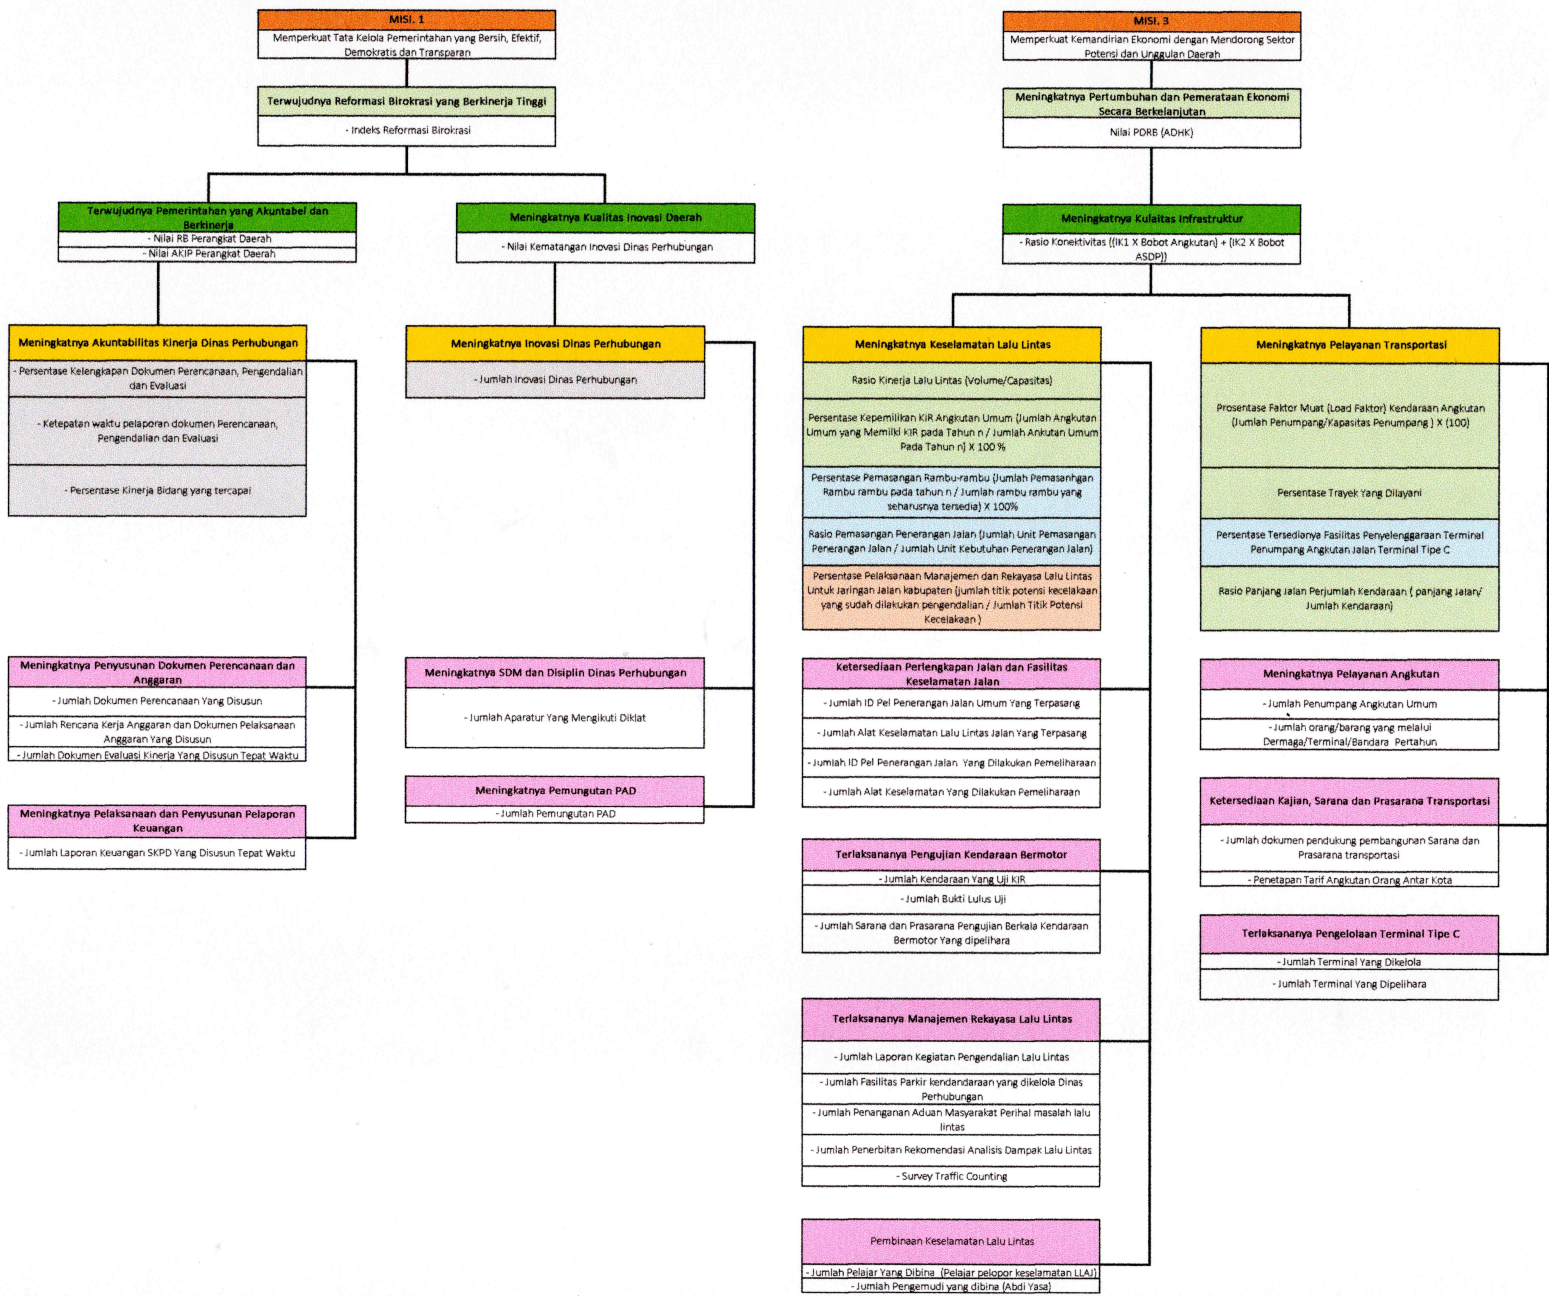 MISI. 1
Memperkuat Tata Kelola Pemerintahan yang Bersih, Efektif,
Demokratis dan Transparan
Terwujudnya Reformasi Birokrasi yang Berkinerja Tinggi
- Indeks Reformasi Birokrasi
Terwujudnya Pemerintahan yang Akuntabel dan
Berkinerja
- Nilai RB Perangkat Daerah
- Nilai AKIP Perangkat Daerah
Meningkatnya Kualitas Inovasi Daerah
- Nilai Kematangan Inovasi Dinas Perhubungan
Meningkatnya Akuntabilitas Kinerja Dinas Perhubungan
- Persentase Kelengkapan Dokumen Perencanaan, Pengendalian
dan Evaluasi
- Ketepatan waktu pelaporan dokumen Perencanaan,
Pengendalian dan Evaluasi
- Persentase Kinerja Bidang yang tercapai
Meningkatnya Inovasi Dinas Perhubungan
- Jumlah Inovasi Dinas Perhubungan
Meningkatnya Penyusunan Dokumen Perencanaan dan
Anggaran
- Jumlah Dokumen Perencanaan Yang Disusun
- Jumlah Rencana Kerja Anggaran dan Dokumen Pelaksanaan
Anggaran Yang Disusun
- Jumlah Dokumen Evaluasi Kinerja Yang Disusun Tepat Waktu
Meningkatnya Pelaksanaan dan Penyusunan Pelaporan
Keuangan
- Jumlah Laporan Keuangan SKPD Yang Disusun Tepat Waktu
Meningkatnya SDM dan Disiplin Dinas Perhubungan
- Jumlah Aparatur Yang Mengikuti Diklat
Meningkatnya Pemungutan PAD
- Jumlah Pemungutan PAD
MISI. 3
Memperkuat Kemandirian Ekonomi dengan Mendorong Sektor
Potensi dan Unggulan Daerah
Meningkatnya Pertumbuhan dan Pemerataan Ekonomi
Secara Berkelanjutan
Nilai PDRB (ADHK)
Meningkatnya Kulaitas Infrastruktur
- Rasio Konektivitas ((IK1 X Bobot Angkutan) + (IK2 X Bobot
ASDP))
Meningkatnya Keselamatan Lalu Lintas
Rasio Kinerja Lalu Lintas (Volume/Capasitas)
Persentase Kepemilikan KIR Angkutan Umum (Jumlah Angkutan
Umum yang Memilki KIR pada Tahun n / Jumlah Ankutan Umum
Pada Tahun n) X 100 %
Persentase Pemasangan Rambu-rambu (Jumlah Pemasanhgan
Rambu rambu pada tahun n / Jumlah rambu rambu yang
seharusnya tersedia) X 100%
Rasio Pemasangan Penerangan Jalan (Jumlah Unit Pemasangan
Penerangan Jalan / Jumlah Unit Kebutuhan Penerangan Jalan)
Persentase Pelaksanaan Manajemen dan Rekayasa Lalu Lintas
Untuk Jaringan Jalan kabupaten (jumlah titik potensi kecelakaan
yang sudah dilakukan pengendalian / Jumlah Titik Potensi
Kecelakaan )
Ketersediaan Perlengkapan Jalan dan Fasilitas
Keselamatan Jalan
- Jumlah ID Pel Penerangan Jalan Umum Yang Terpasang
- Jumlah Alat Keselamatan Lalu Lintas Jalan Yang Terpasang
- Jumlah ID Pel Penerangan Jalan  Yang Dilakukan Pemeliharaan
- Jumlah Alat Keselamatan Yang Dilakukan Pemeliharaan
Terlaksananya Pengujian Kendaraan Bermotor
- Jumlah Kendaraan Yang Uji KIR
- Jumlah Bukti Lulus Uji
- Jumlah Sarana dan Prasarana Pengujian Berkala Kendaraan
Bermotor Yang dipelihara
Terlaksananya Manajemen Rekayasa Lalu Lintas
- Jumlah Laporan Kegiatan Pengendalian Lalu Lintas
- Jumlah Fasilitas Parkir kendandaraan yang dikelola Dinas
Perhubungan
- Jumlah Penanganan Aduan Masyarakat Perihal masalah lalu
lintas
- Jumlah Penerbitan Rekomendasi Analisis Dampak Lalu Lintas
- Survey Traffic Counting
Pembinaan Keselamatan Lalu Lintas
- Jumlah Pelajar Yang Dibina  (Pelajar pelopor keselamatan LLAJ)
- Jumlah Pengemudi yang dibina (Abdi Yasa)
Meningkatnya Pelayanan Transportasi
Prosentase Faktor Muat (Load Faktor) Kendaraan Angkutan
(Jumlah Penumpang/Kapasitas Penumpang ) X (100)
Persentase Trayek Yang Dilayani
Persentase Tersedianya Fasilitas Penyelenggaraan Terminal
Penumpang Angkutan Jalan Terminal Tipe C
Rasio Panjang Jalan Perjumlah Kendaraan ( panjang Jalan/
Jumlah Kendaraan)
Meningkatnya Pelayanan Angkutan
- Jumlah Penumpang Angkutan Umum
- Jumlah orang/barang yang melalui
Dermaga/Terminal/Bandara  Pertahun
Ketersediaan Kajian, Sarana dan Prasarana Transportasi
- Jumlah dokumen pendukung pembangunan Sarana dan
Prasarana transportasi
- Penetapan Tarif Angkutan Orang Antar Kota
Terlaksananya Pengelolaan Terminal Tipe C
- Jumlah Terminal Yang Dikelola
- Jumlah Terminal Yang Dipelihara